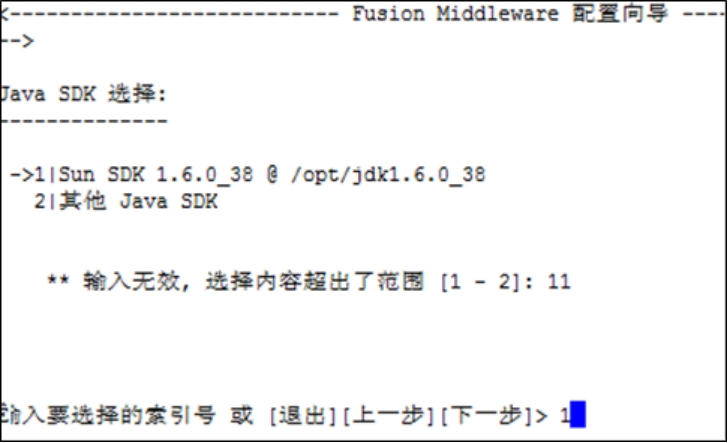 <--------------------------- Fusion Middleware 配置向导 ----
-->
Java SDK 选择:
--------------
->1|Sun SDK 1.6.0_38 @ /opt/jdk1.6.0_38
2|其他 Java SDK
** 输入无效, 选择内容超出了范围 [1 - 2]: 11
输入要选择的索引号 或 [退出][上一步][下一步]> 1